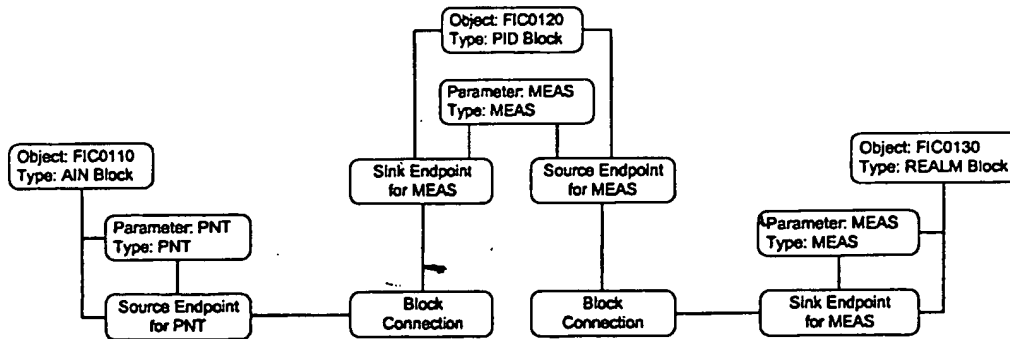 Object: FIC0120
Type: PID Block
Parameter: MEAS
Type: MEAS
Object: FIC0110
Type: AIN Block
Sink Endpoint
for MEAS
Source Endpoint
for MEAS
Object: FIC0130
Type: REALM Block
Parameter: PNT
Type: PNT
Parameter: MEAS
Type: MEAS
Source Endpoint
for PNT
Block
Connection
Block
Connection
Sink Endpoint
for MEAS